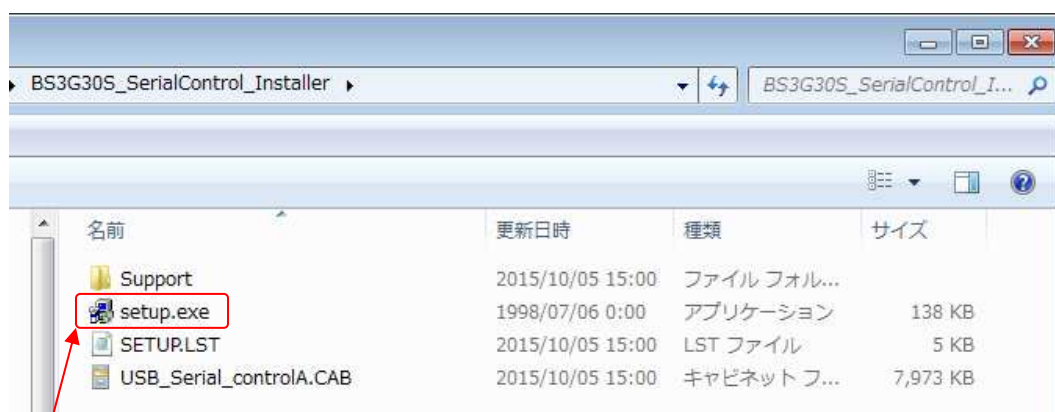 BS3G30S_SerialControl_Installer
BS3G30S_SerialControl_I...
名前 更新日時 種類 サイズ
Support 2015/10/05 15:00 ファイル フォル...
setup.exe 1998/07/06 0:00 アプリケーション 138 KB
SETUP.LST 2015/10/05 15:00 LST ファイル 5 KB
USB_Serial_controlA.CAB 2015/10/05 15:00 キャビネット フ... 7,973 KB